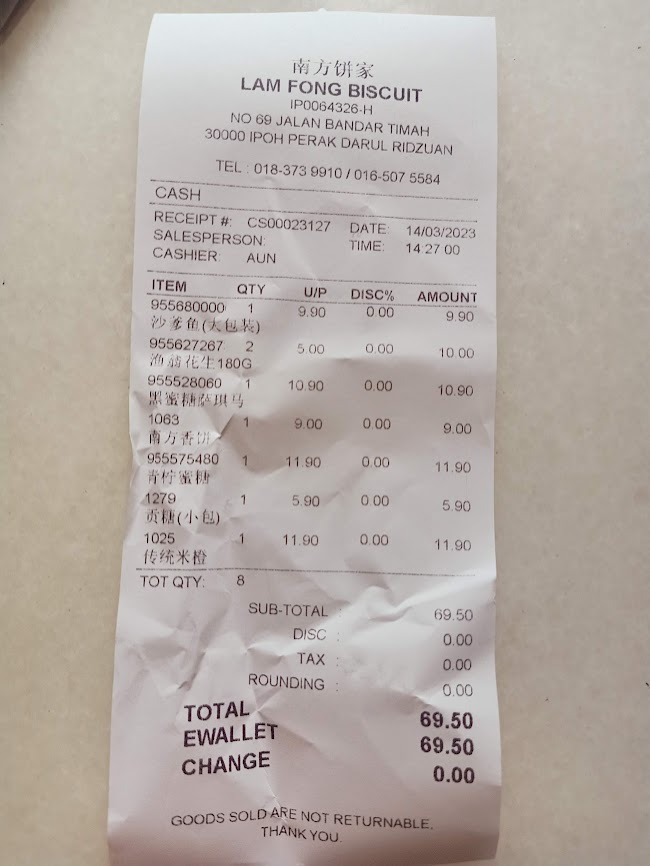 南方饼家
LAM FONG BISCUIT
IP0064326-H
NO 69 JALAN BANDAR TIMAH
30000 IPOH PERAK DARUL RIDZUAN
TEL : 018-373 9910 / 016-507 5584
CASH
RECEIPT #: CS00023127 DATE: 14/03/2023
SALESPERSON: TIME: 14:27:00
CASHIER: AUN
ITEM QTY U/P DISC% AMOUNT
955680000 1 9.90 0.00 9.90
沙爹鱼(大包装)
955627267 2 5.00 0.00 10.00
渔翁花生180G
955528060 1 10.90 0.00 10.90
黑蜜糖萨琪马
1063 1 9.00 0.00 9.00
南方香饼
955575480 1 11.90 0.00 11.90
青柠蜜糖
1279 1 5.90 0.00 5.90
贡糖(小包)
1025 1 11.90 0.00 11.90
传统米橙
TOT QTY: 8
SUB-TOTAL : 69.50
DISC : 0.00
TAX : 0.00
ROUNDING : 0.00
TOTAL 69.50
EWALLET 69.50
CHANGE 0.00
GOODS SOLD ARE NOT RETURNABLE.
THANK YOU.